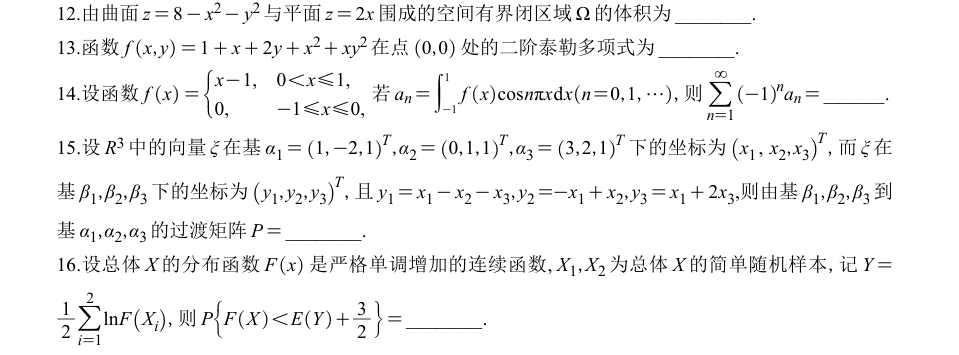 12.由曲面 z=8-x²-y² 与平面 z=2x 围成的空间有界闭区域 Ω 的体积为________.
13.函数 f(x,y)=1+x+2y+x²+xy² 在点 (0,0) 处的二阶泰勒多项式为________.
14.设函数 f(x)={x-1, 0<x⩽1, 0, -1⩽x⩽0, 若 aₙ=∫₋₁¹ f(x)cosnπxdx(n=0,1,⋯), 则 ∑_{n=1}^{∞}(-1)ⁿaₙ=______.
15.设 R³ 中的向量 ξ 在基 α₁=(1,-2,1)ᵀ,α₂=(0,1,1)ᵀ,α₃=(3,2,1)ᵀ 下的坐标为 (x₁, x₂,x₃)ᵀ, 而 ξ 在
基 β₁,β₂,β₃ 下的坐标为 (y₁,y₂,y₃)ᵀ, 且 y₁=x₁-x₂-x₃,y₂=-x₁+x₂,y₃=x₁+2x₃,则由基 β₁,β₂,β₃ 到
基 α₁,α₂,α₃ 的过渡矩阵 P=________.
16.设总体 X 的分布函数 F(x) 是严格单调增加的连续函数, X₁,X₂ 为总体 X 的简单随机样本, 记 Y=
1/2 ∑_{i=1}^{2} lnF(Xᵢ), 则 P{F(X)<E(Y)+3/2}=________.